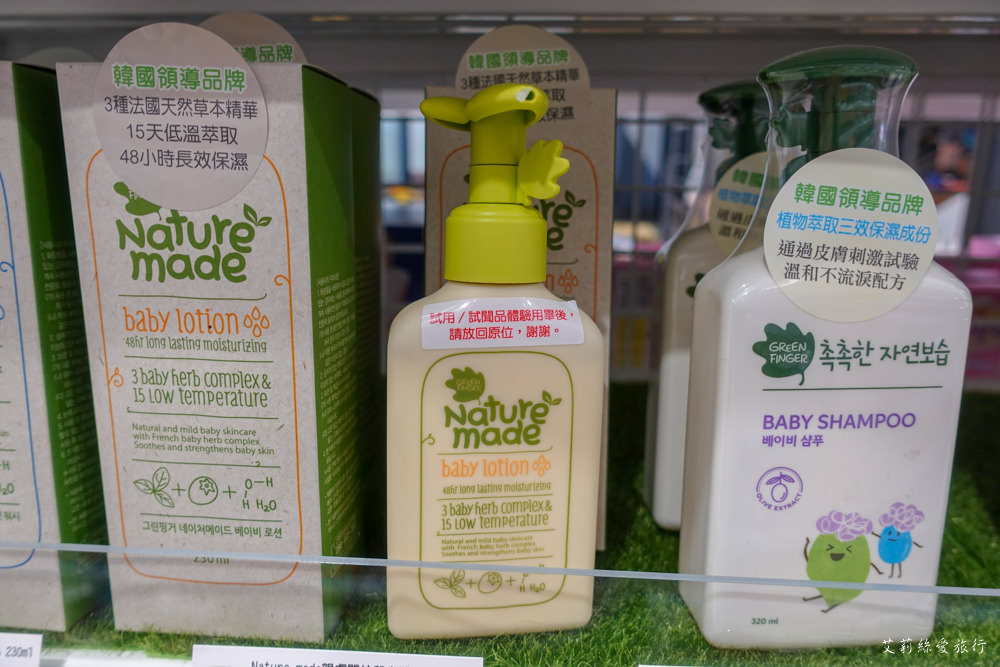 韓國領導品牌
3種法國天然草本精華
15天低溫萃取
48小時長效保濕
Nature
made
baby lotion
48hr long lasting moisturizing
3 baby herb complex &
15 low temperature
Natural and mild baby skincare
with French baby herb complex
Soothes and strengthens baby skin
H
H₂O
그린핑거 네이처메이드 베이비 로션
230ml
230ml
韓國領導品牌
3種法國天然草本精華
試用/試聞品體驗用畢後,
請放回原位,謝謝。
GREEN
FINGER
Nature
made
baby lotion
48hr long lasting moisturizing
3 baby herb complex &
15 low temperature
Natural and mild baby skincare
with French baby herb complex
Soothes and strengthens baby skin
H H₂O
韓國領導品牌
植物萃取三效保濕成份
通過皮膚刺激試驗
溫和不流淚配方
GREEN
FINGER
촉촉한 자연보습
BABY SHAMPOO
베이비 샴푸
OLIVE EXTRACT
320 ml
Nature made
艾莉絲愛旅行